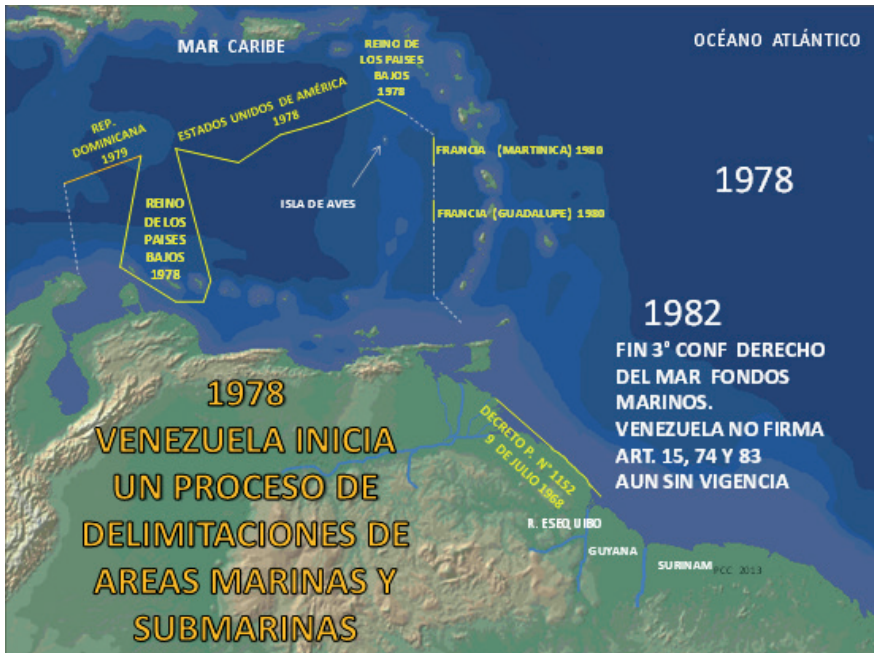 MAR CARIBE
REINO DE
LOS PAISES
BAJOS
1978
OCÉANO ATLÁNTICO
ESTADOS UNIDOS DE AMÉRICA
1978
REP.
DOMINICANA
1979
FRANCIA (MARTINICA) 1980
1978
ISLA DE AVES
REINO
DE LOS
PAISES
BAJOS
1978
FRANCIA (GUADALUPE) 1980
1982
FIN 3° CONF DERECHO
DEL MAR FONDOS
MARINOS.
VENEZUELA NO FIRMA
ART. 15, 74 Y 83
AUN SIN VIGENCIA
1978
VENEZUELA INICIA
UN PROCESO DE
DELIMITACIONES DE
AREAS MARINAS Y
SUBMARINAS
DECRETO P. N° 1152
9 DE JULIO 1968
R. ESEQUIBO
GUYANA
SURINAM
PCC 2013